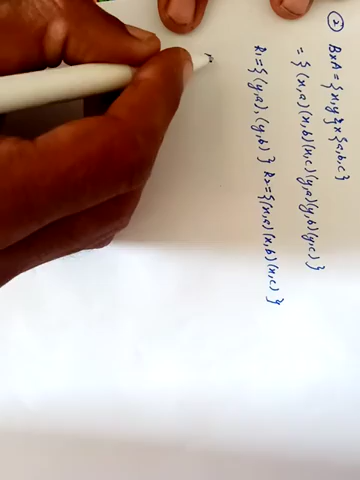 ② B×A = {x,y} × {a,b,c}
= { (x,a) (x,b) (x,c) (y,a) (y,b) (y,c) }
R₁ = { (y,a), (y,b) } R₂ = { (x,a) (x,b) (x,c) }